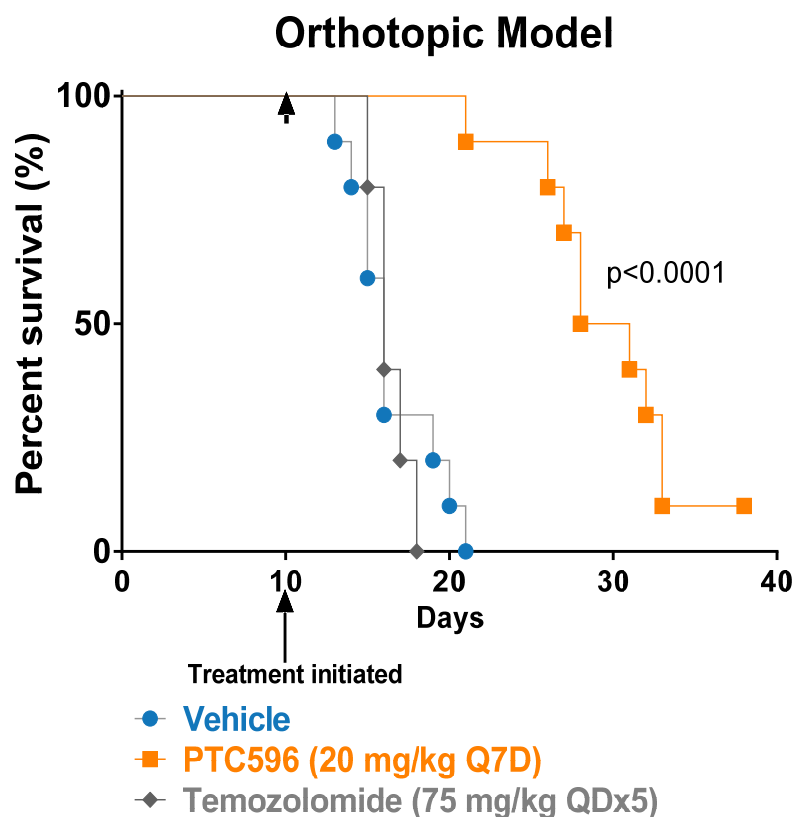 Orthotopic Model
Percent survival (%)
100
50
0
p<0.0001
0 10 20 30 40
Days
Treatment initiated
Vehicle
PTC596 (20 mg/kg Q7D)
Temozolomide (75 mg/kg QDx5)